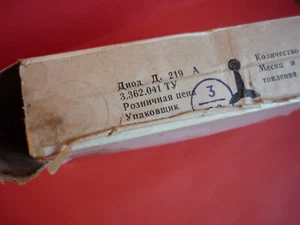 Диод Д- 219 А
3.362.041 ТУ
Розничная цена
Упаковщик
3
Количество
Месяц и
товления